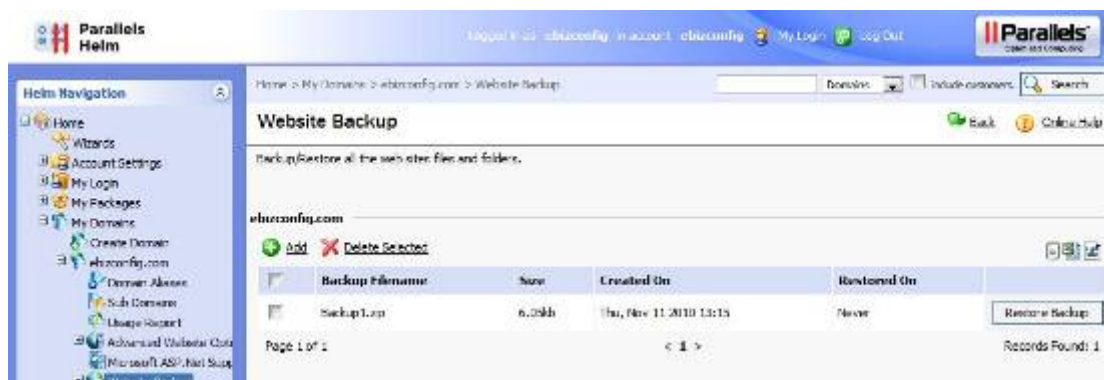 Parallels
Helm
Logged in as ebizconfig in account ebizconfig My Login Log Out
Parallels
Helm Navigation
Home
Wizards
Account Settings
My Login
My Packages
My Domains
Create Domain
ebizconfig.com
Domain Aliases
Sub Domains
Usage Report
Advanced Website Opti
Microsoft ASP.Net Supp
Home > My Domains > ebizconfig.com > Website Backup
Domains Include customers Search
Website Backup
Back Online Help
Backup/Restore all the web sites files and folders.
ebizconfig.com
Add Delete Selected
Backup Filename Size Created On Restored On
Backup1.zip 6.05kb Thu, Nov 11 2010 13:15 Never Restore Backup
Page 1 of 1 < 1 > Records Found: 1